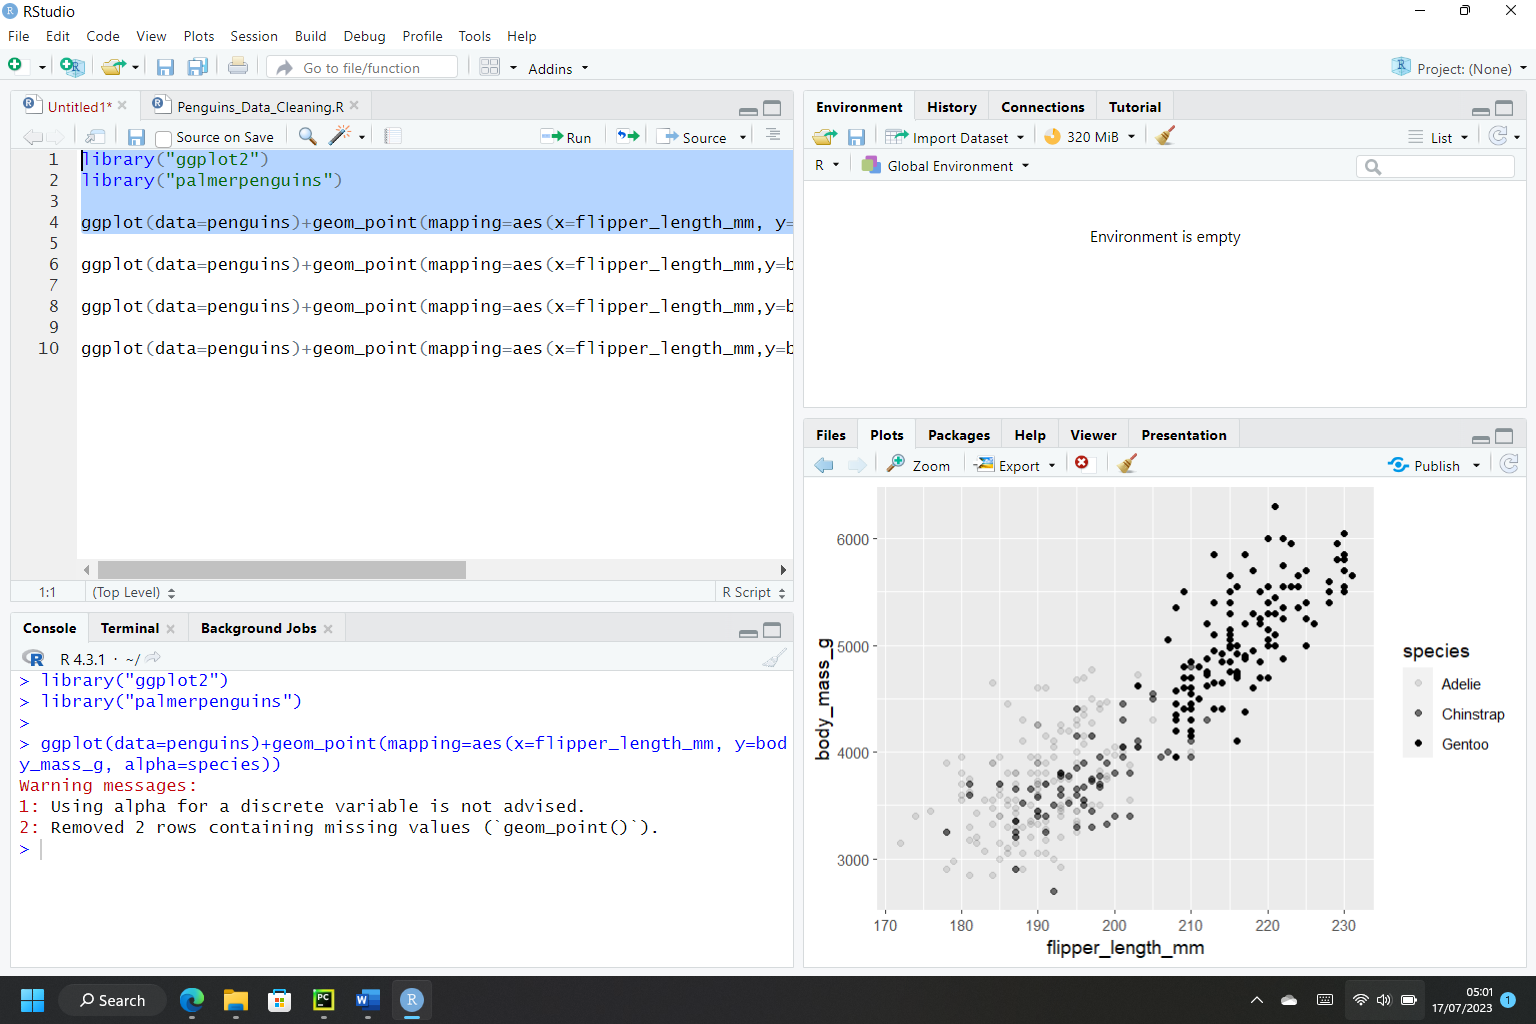 RStudio
File Edit Code View Plots Session Build Debug Profile Tools Help
Go to file/function Addins Project: (None)
Untitled1* Penguins_Data_Cleaning.R
Source on Save Run Source
1 library("ggplot2")
2 library("palmerpenguins")
3
4 ggplot(data=penguins)+geom_point(mapping=aes(x=flipper_length_mm, y=
5
6 ggplot(data=penguins)+geom_point(mapping=aes(x=flipper_length_mm,y=b
7
8 ggplot(data=penguins)+geom_point(mapping=aes(x=flipper_length_mm,y=b
9
10 ggplot(data=penguins)+geom_point(mapping=aes(x=flipper_length_mm,y=b
1:1 (Top Level) R Script
Console Terminal Background Jobs
R R 4.3.1 · ~/
> library("ggplot2")
> library("palmerpenguins")
>
> ggplot(data=penguins)+geom_point(mapping=aes(x=flipper_length_mm, y=bod
y_mass_g, alpha=species))
Warning messages:
1: Using alpha for a discrete variable is not advised.
2: Removed 2 rows containing missing values (`geom_point()`).
>
Environment History Connections Tutorial
Import Dataset 320 MiB List
R Global Environment
Environment is empty
Files Plots Packages Help Viewer Presentation
Zoom Export Publish
6000
5000
4000
3000
body_mass_g
170 180 190 200 210 220 230
flipper_length_mm
species
Adelie
Chinstrap
Gentoo
Search
PC
W
R
05:01
17/07/2023
1